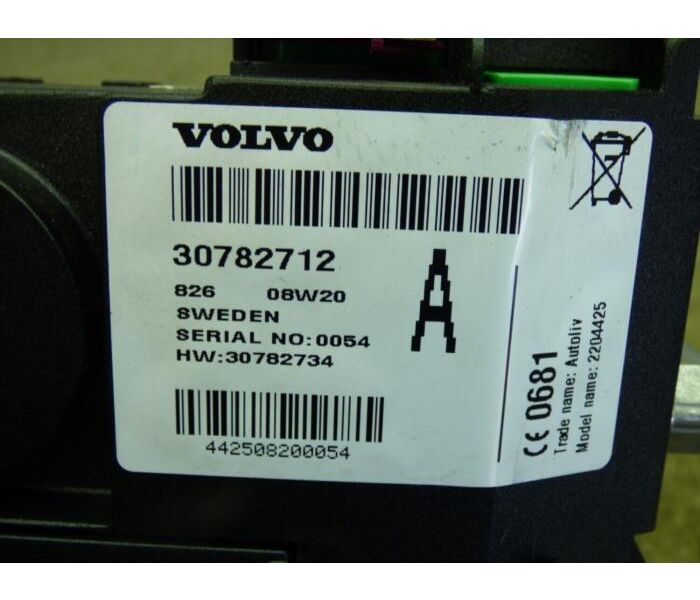 VOLVO
30782712
826 08W20
SWEDEN
SERIAL NO:0054
HW:30782734
A
442508200054
CE 0681
Trade name: Autoliv
Model name: 2204425